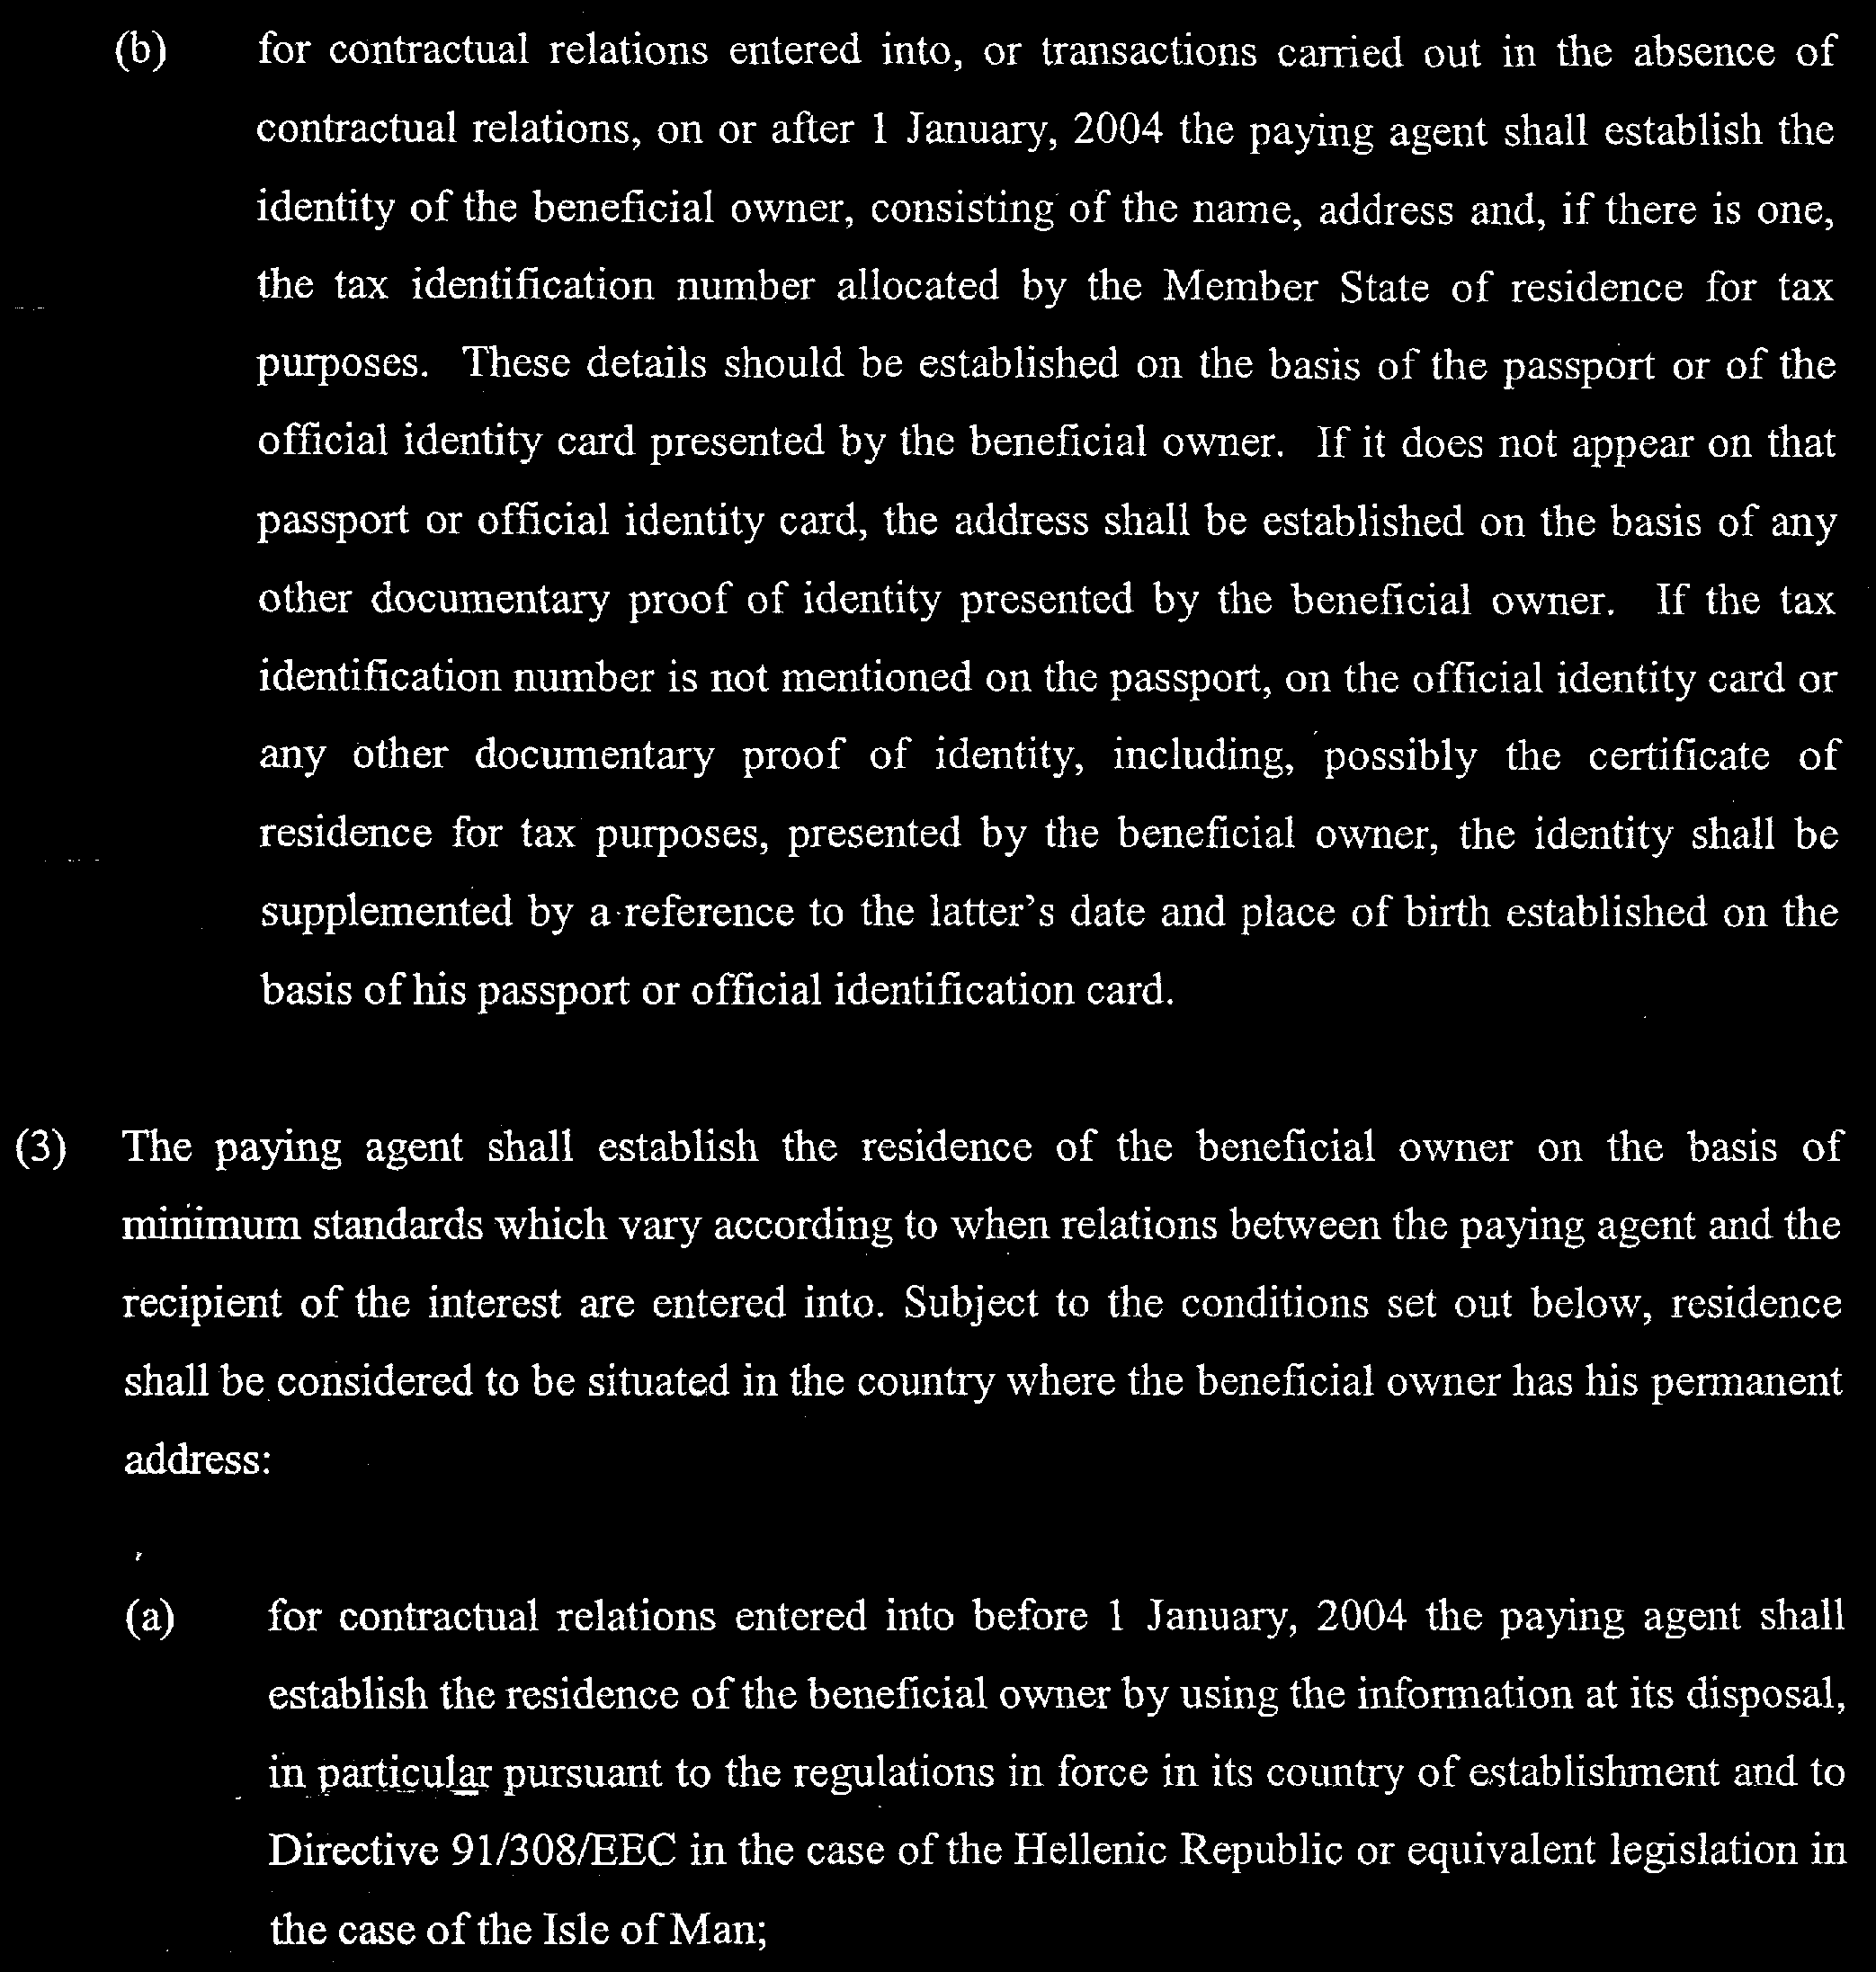 (b) for contractual relations entered into, or transactions carried out in the absence of
contractual relations, on or after 1 January, 2004 the paying agent shall establish the
identity of the beneficial owner, consisting of the name, address and, if there is one,
the tax identification number allocated by the Member State of residence for tax
purposes. These details should be established on the basis of the passport or of the
official identity card presented by the beneficial owner. If it does not appear on that
passport or official identity card, the address shall be established on the basis of any
other documentary proof of identity presented by the beneficial owner. If the tax
identification number is not mentioned on the passport, on the official identity card or
any other documentary proof of identity, including, possibly the certificate of
residence for tax purposes, presented by the beneficial owner, the identity shall be
supplemented by a reference to the latter's date and place of birth established on the
basis of his passport or official identification card.
(3) The paying agent shall establish the residence of the beneficial owner on the basis of
minimum standards which vary according to when relations between the paying agent and the
recipient of the interest are entered into. Subject to the conditions set out below, residence
shall be considered to be situated in the country where the beneficial owner has his permanent
address:
(a) for contractual relations entered into before 1 January, 2004 the paying agent shall
establish the residence of the beneficial owner by using the information at its disposal,
in particular pursuant to the regulations in force in its country of establishment and to
Directive 91/308/EEC in the case of the Hellenic Republic or equivalent legislation in
the case of the Isle of Man;